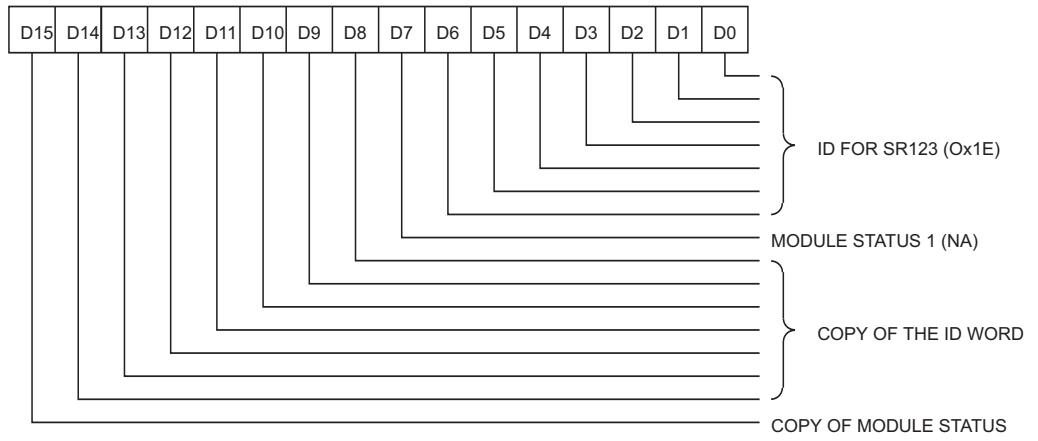 D15 D14 D13 D12 D11 D10 D9 D8 D7 D6 D5 D4 D3 D2 D1 D0
ID FOR SR123 (Ox1E)
MODULE STATUS 1 (NA)
COPY OF THE ID WORD
COPY OF MODULE STATUS